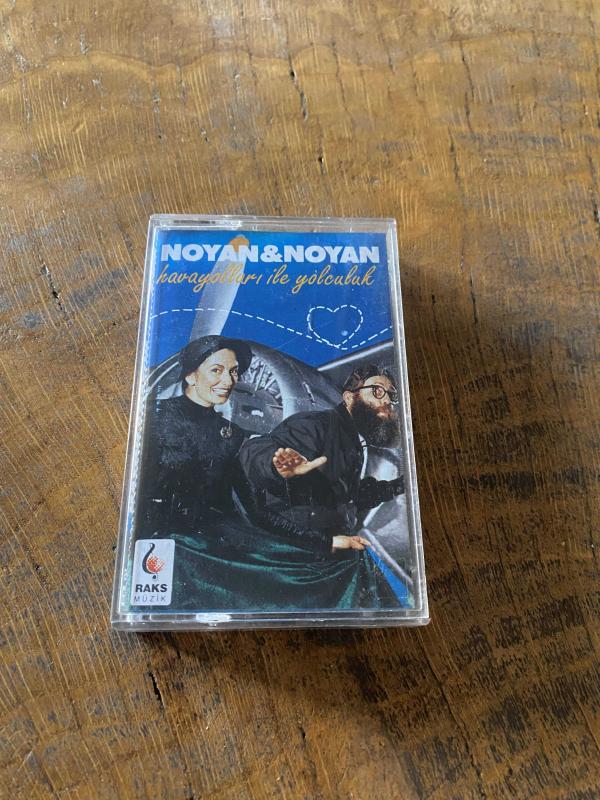 NOYAN&NOYAN
havayolları ile yolculuk
RAKS
MÜZİK